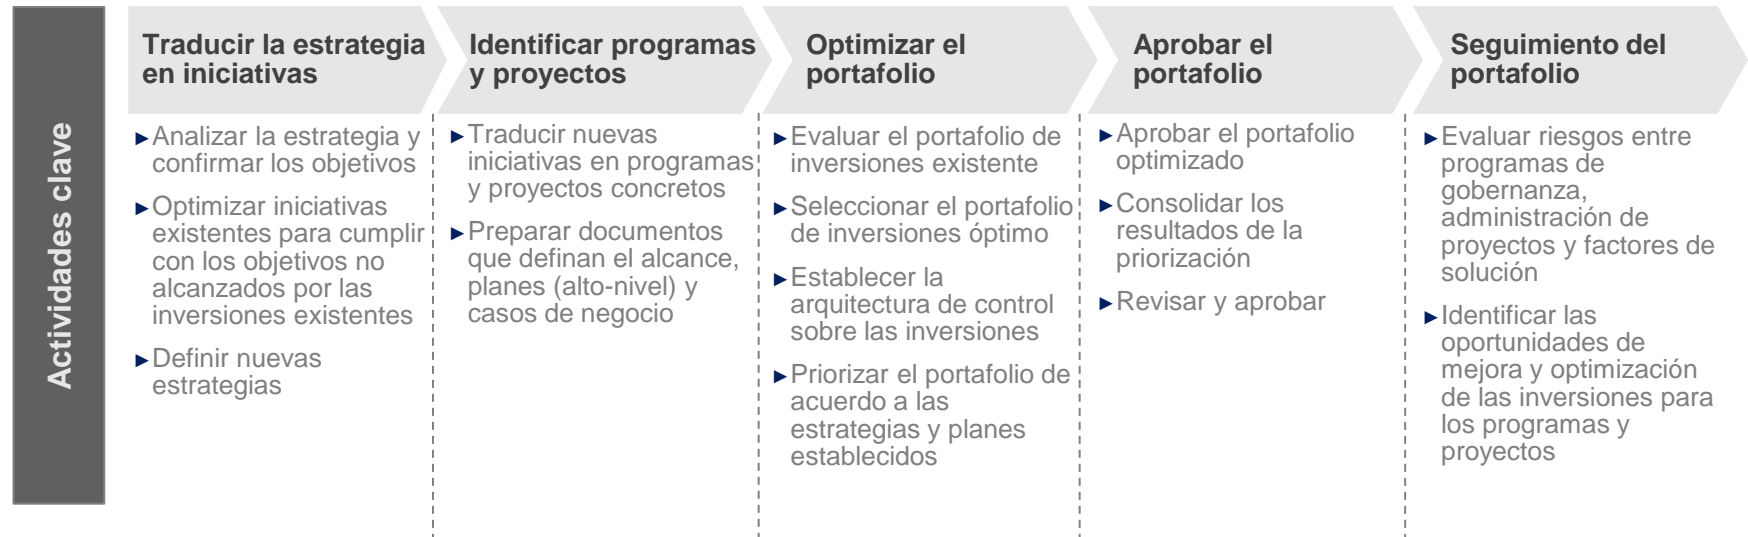 Actividades clave
Traducir la estrategia
en iniciativas
►Analizar la estrategia y
confirmar los objetivos
►Optimizar iniciativas
existentes para cumplir
con los objetivos no
alcanzados por las
inversiones existentes
►Definir nuevas
estrategias
Identificar programas
y proyectos
►Traducir nuevas
iniciativas en programas
y proyectos concretos
►Preparar documentos
que definan el alcance,
planes (alto-nivel) y
casos de negocio
Optimizar el
portafolio
►Evaluar el portafolio de
inversiones existente
►Seleccionar el portafolio
de inversiones óptimo
►Establecer la
arquitectura de control
sobre las inversiones
►Priorizar el portafolio de
acuerdo a las
estrategias y planes
establecidos
Aprobar el
portafolio
►Aprobar el portafolio
optimizado
►Consolidar los
resultados de la
priorización
►Revisar y aprobar
Seguimiento del
portafolio
►Evaluar riesgos entre
programas de
gobernanza,
administración de
proyectos y factores de
solución
►Identificar las
oportunidades de
mejora y optimización
de las inversiones para
los programas y
proyectos